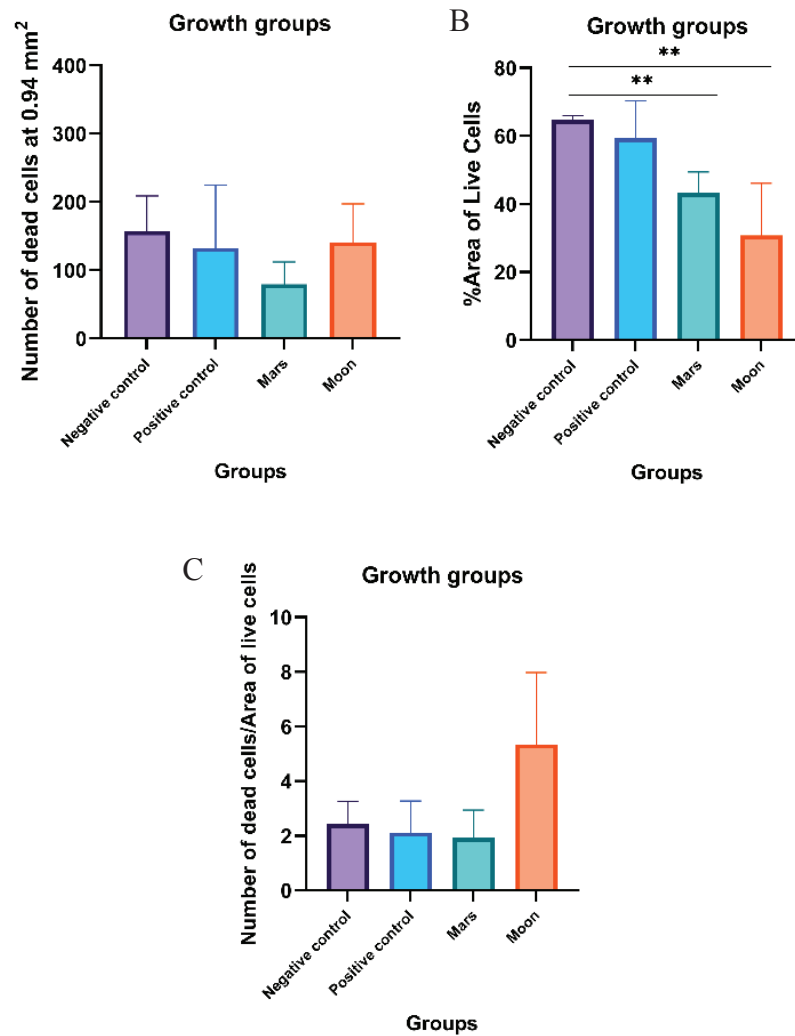 Growth groups
Number of dead cells at 0.94 mm²
400
300
200
100
0
Negative control
Positive control
Mars
Moon
Groups
B
Growth groups
**
**
%Area of Live Cells
80
60
40
20
0
Negative control
Positive control
Mars
Moon
Groups
C
Growth groups
Number of dead cells/Area of live cells
10
8
6
4
2
0
Negative control
Positive control
Mars
Moon
Groups